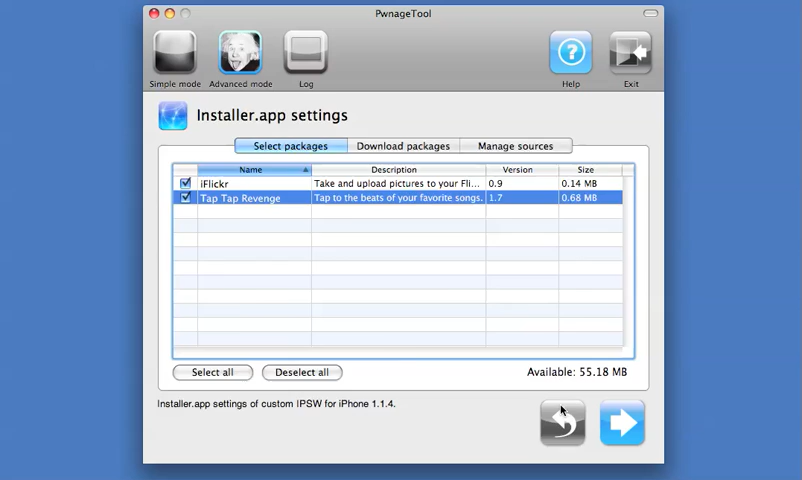 PwnageTool
Simple mode
Advanced mode
Log
Help
Exit
Installer.app settings
Select packages
Download packages
Manage sources
Name
Description
Version
Size
iFlickr
Take and upload pictures to your Fli...
0.9
0.14 MB
Tap Tap Revenge
Tap to the beats of your favorite songs.
1.7
0.68 MB
Select all
Deselect all
Available: 55.18 MB
Installer.app settings of custom IPSW for iPhone 1.1.4.